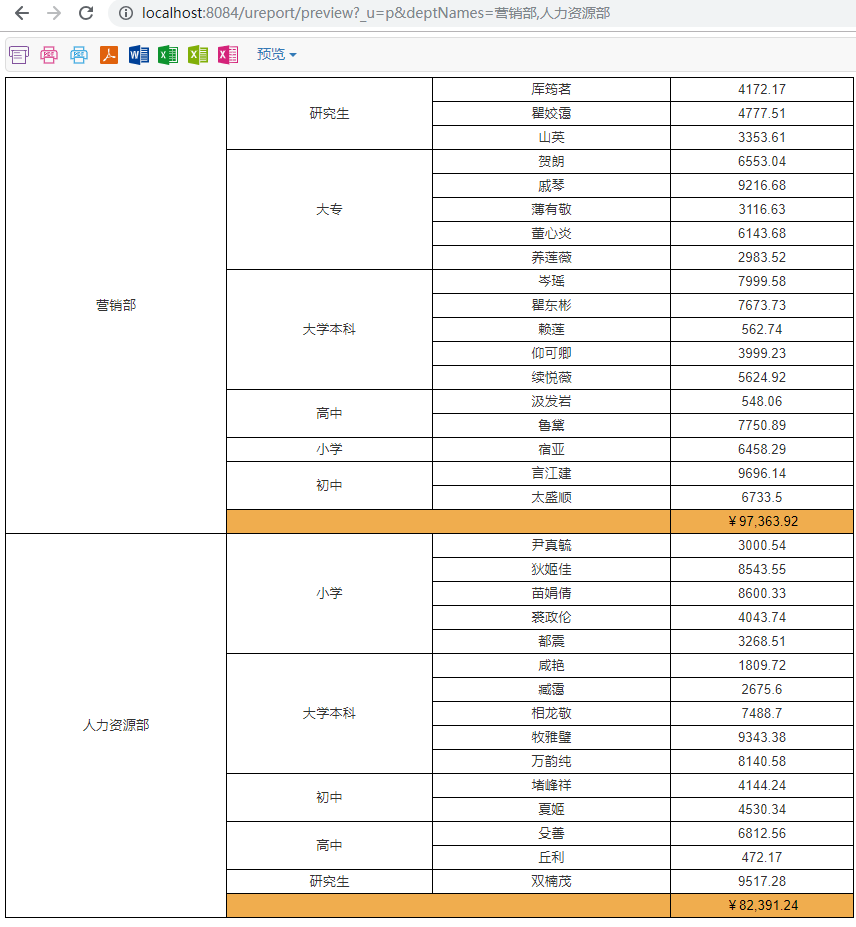 localhost:8084/ureport/preview?_u=p&deptNames=营销部,人力资源部
预览
厍筠茗 4172.17
研究生 瞿姣霭 4777.51
山英 3353.61
贺朗 6553.04
戚琴 9216.68
大专 薄有敬 3116.63
董心炎 6143.68
养莲薇 2983.52
岑瑶 7999.58
营销部 瞿东彬 7673.73
大学本科 赖莲 562.74
仰可卿 3999.23
续悦薇 5624.92
高中 汲发岩 548.06
鲁黛 7750.89
小学 宿亚 6458.29
初中 言江建 9696.14
太盛顺 6733.5
¥97,363.92
尹真毓 3000.54
狄姬佳 8543.55
小学 苗娟倩 8600.33
裘政伦 4043.74
都震 3268.51
咸艳 1809.72
臧霭 2675.6
人力资源部 大学本科 相龙敬 7488.7
牧雅璧 9343.38
万韵纯 8140.58
初中 堵峰祥 4144.24
夏姬 4530.34
高中 殳善 6812.56
丘利 472.17
研究生 双楠茂 9517.28
¥82,391.24